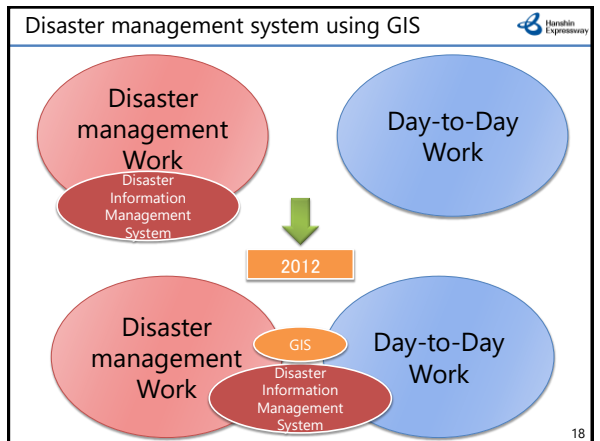 Disaster management system using GIS
Hanshin
Expressway
Disaster
management
Work
Disaster
Information
Management
System
Day-to-Day
Work
2012
Disaster
management
Work
GIS
Disaster
Information
Management
System
Day-to-Day
Work
18